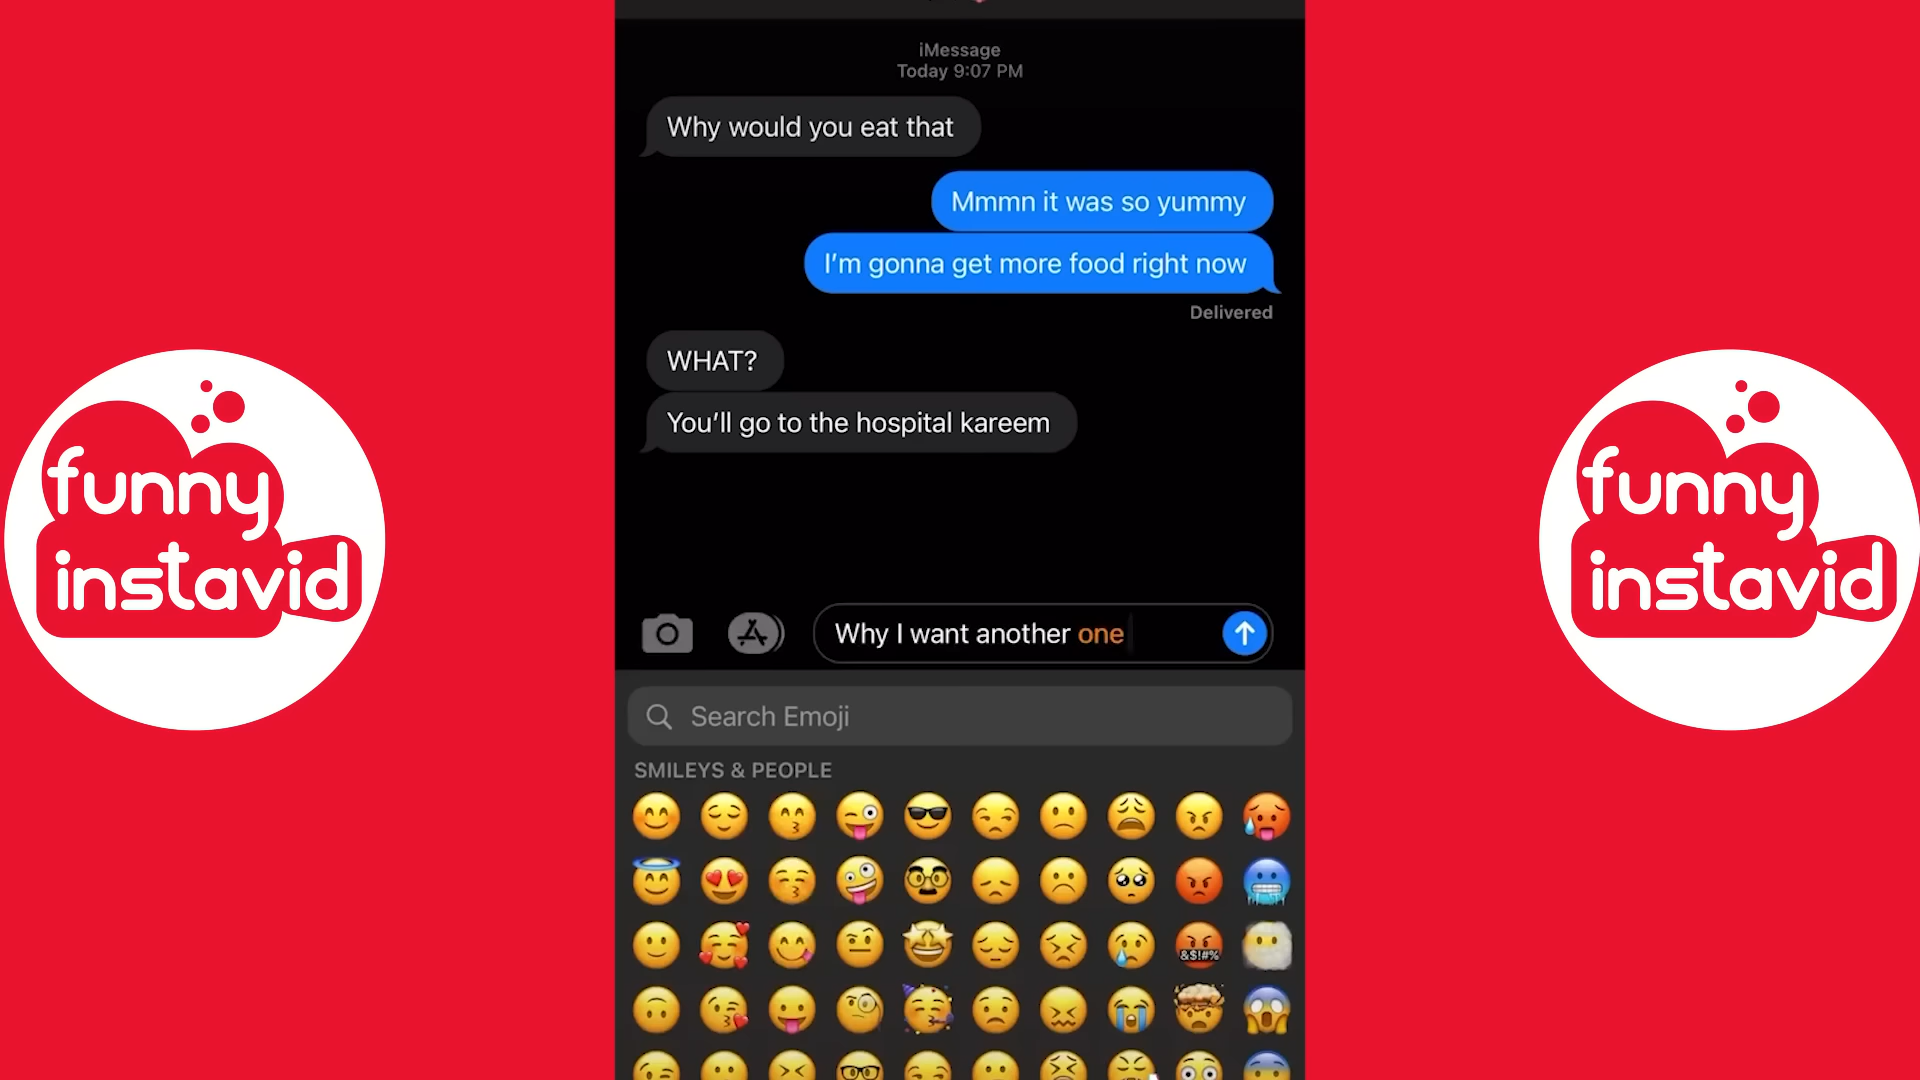 iMessage
Today 9:07 PM
Why would you eat that
Mmmn it was so yummy
I'm gonna get more food right now
Delivered
WHAT?
You'll go to the hospital kareem
Why I want another one
Search Emoji
SMILEYS & PEOPLE
&$!#%
funny
instavid
funny
instavid